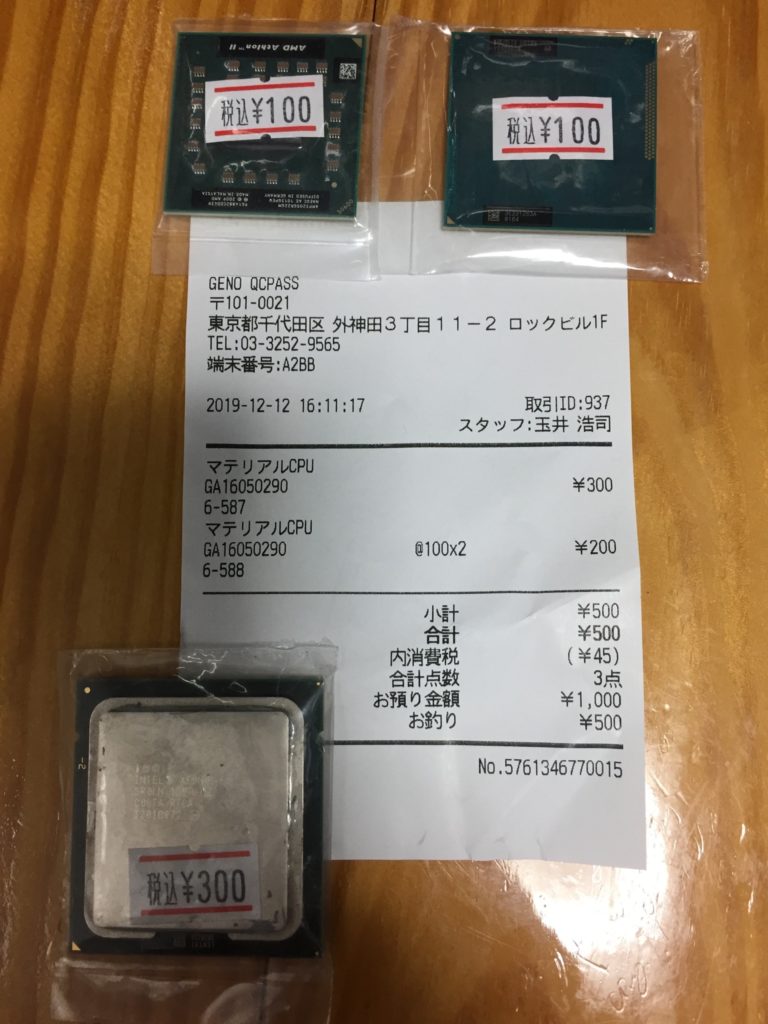 AMD Athlon™ II
税込¥100
税込¥100
GENO QCPASS
〒101-0021
東京都千代田区 外神田3丁目11-2 ロックビル1F
TEL:03-3252-9565
端末番号:A2BB
2019-12-12 16:11:17 取引ID:937
スタッフ:玉井 浩司
マテリアルCPU
GA16050290 ¥300
6-587
マテリアルCPU
GA16050290 @100x2 ¥200
6-588
小計 ¥500
合計 ¥500
内消費税 (¥45)
合計点数 3点
お預り金額 ¥1,000
お釣り ¥500
No.5761346770015
税込¥300